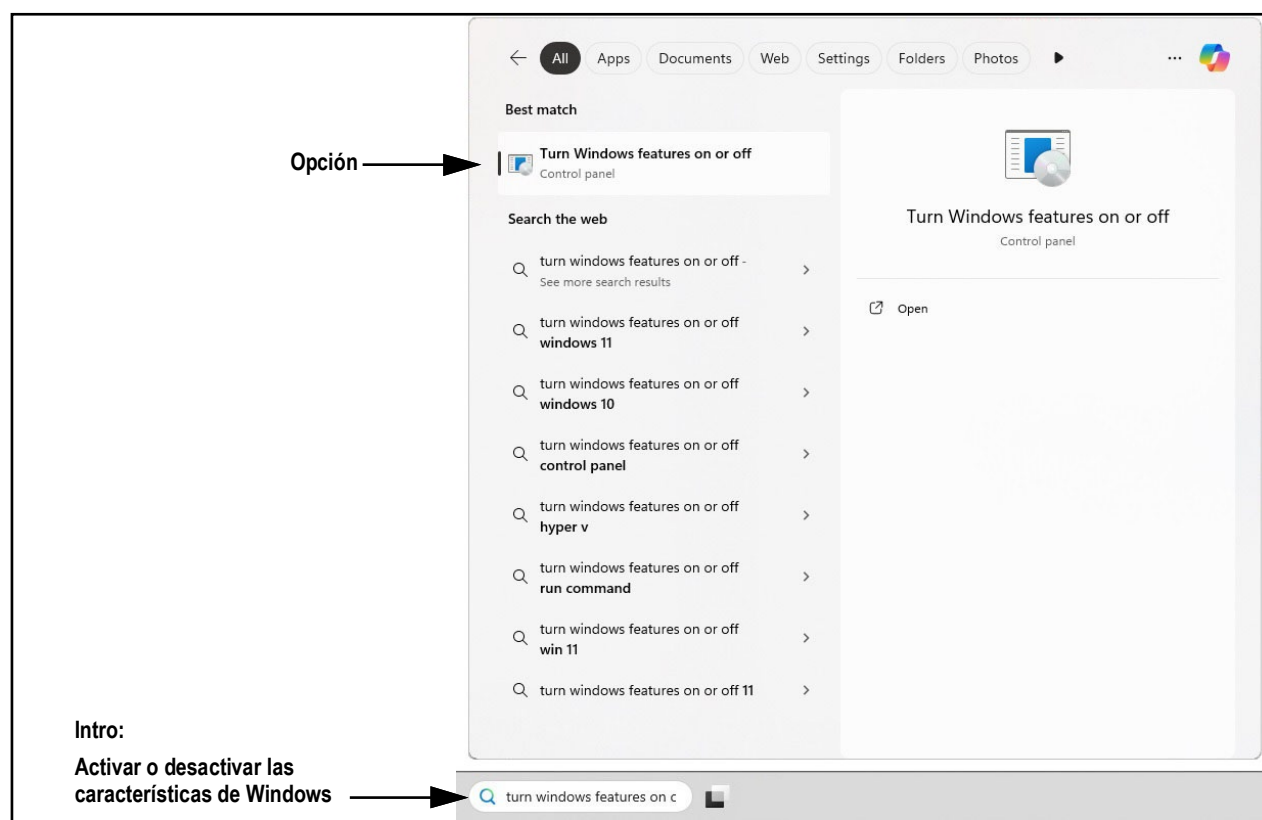 All Apps Documents Web Settings Folders Photos ...
Best match
Opción
Turn Windows features on or off
Control panel
Search the web
turn windows features on or off -
See more search results
turn windows features on or off
windows 11
turn windows features on or off
windows 10
turn windows features on or off
control panel
turn windows features on or off
hyper v
turn windows features on or off
run command
turn windows features on or off
win 11
turn windows features on or off 11
Turn Windows features on or off
Control panel
Open
Intro:
Activar o desactivar las
características de Windows
turn windows features on c